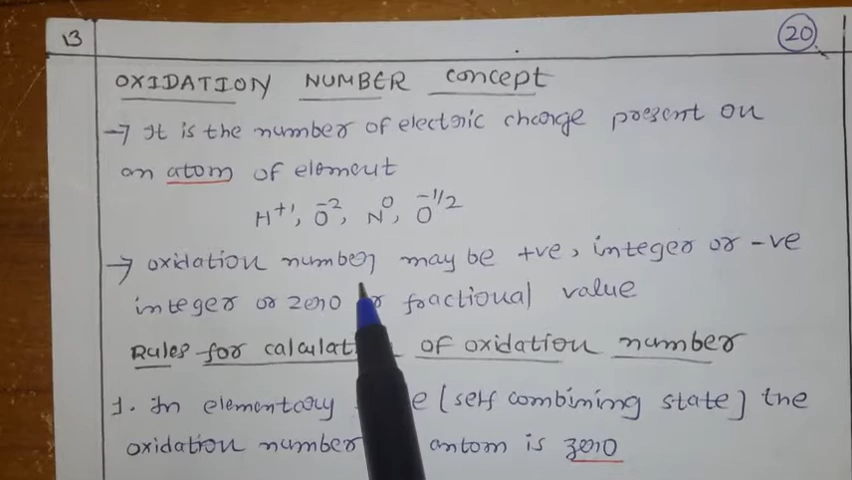 13
20
OXIDATION NUMBER concept
→ It is the number of electric charge present on
an atom of element
H⁺¹, O⁻², N⁰, O⁻¹/²
→ oxidation number may be +ve, integer or -ve
integer or zero or fractional value
Rules for calculat of oxidation number
1. In elementary e [self combining state] the
oxidation number antom is zero